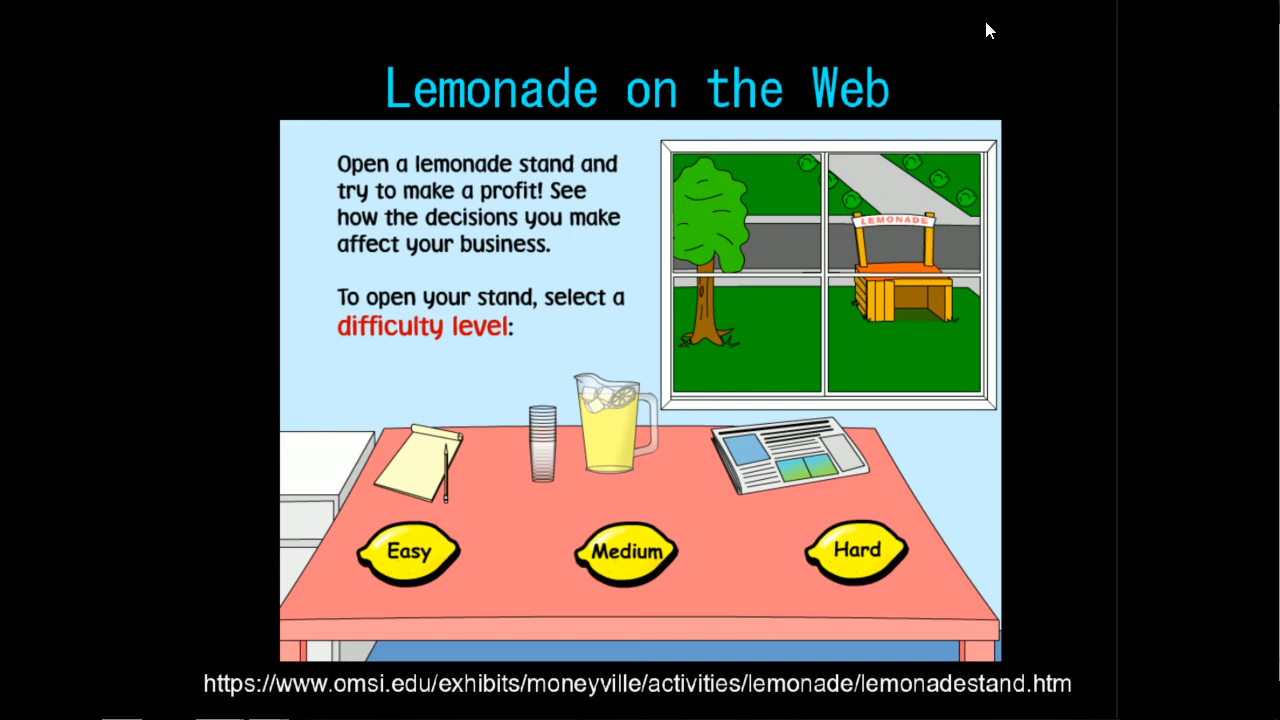 Lemonade on the Web
Open a lemonade stand and
try to make a profit! See
how the decisions you make
affect your business.
LEMONADE
To open your stand, select a
difficulty level:
Easy
Medium
Hard
https://www.omsi.edu/exhibits/moneyville/activities/lemonade/lemonadestand.htm